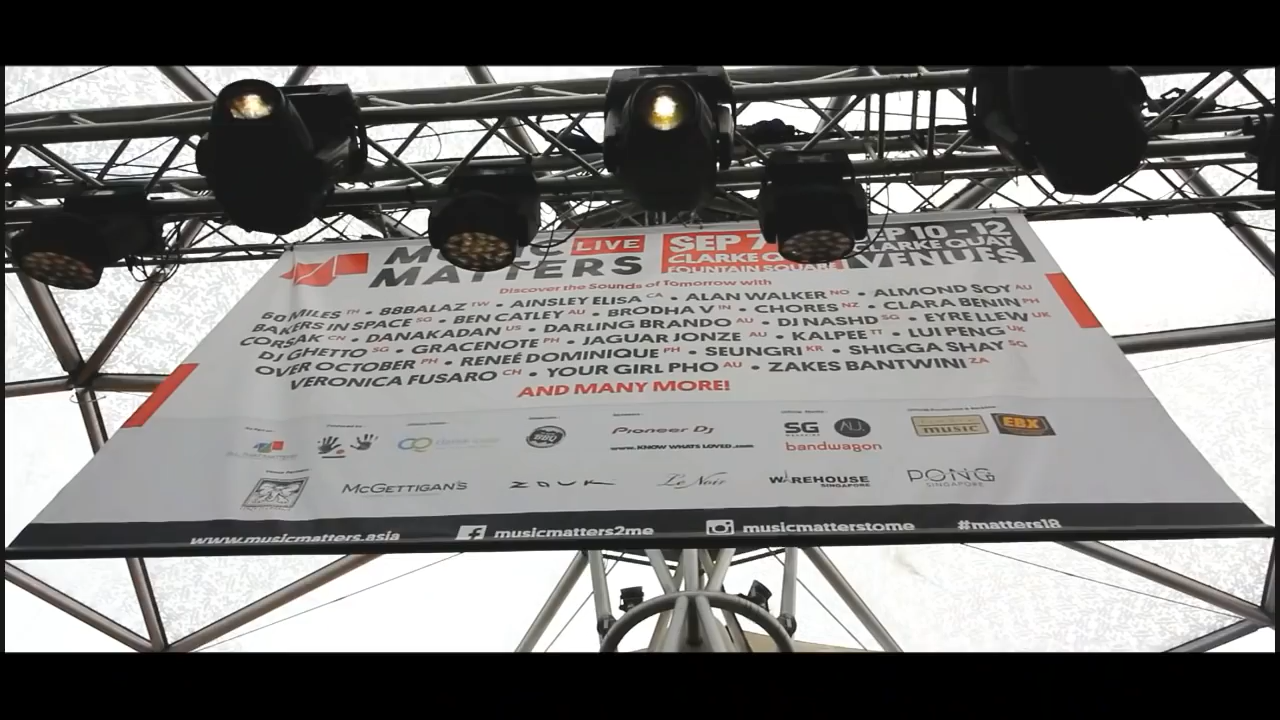 MUSIC LIVE MATTERS
SEP 7
CLARKE QUAY
FOUNTAIN SQUARE
SEP 10 - 12
CLARKE QUAY
VENUES
Discover the Sounds of Tomorrow with
60 MILES TH • 88BALAZ TW • AINSLEY ELISA CA • ALAN WALKER NO • ALMOND SOY AU
BAKERS IN SPACE SG • BEN CATLEY AU • BRODHA V IN • CHORES NZ • CLARA BENIN PH
CORSAK CN • DANAKADAN US • DARLING BRANDO AU • DJ NASHD SG • EYRE LLEW UK
DJ GHETTO SG • GRACENOTE PH • JAGUAR JONZE AU • KALPEE TT • LUI PENG UK
OVER OCTOBER PH • RENEÉ DOMINIQUE PH • SEUNGRI KR • SHIGGA SHAY SG
VERONICA FUSARO CH • YOUR GIRL PHO AU • ZAKES BANTWINI ZA
AND MANY MORE!
Pioneer Dj
www.KNOW WHATS LOVED.com
SG
MAGAZINE
AU.
bandwagon
music
EBX
McGETTIGAN'S
ZOUK
Le Noir
WAREHOUSE
SINGAPORE
PONG
SINGAPORE
www.musicmatters.asia
musicmatters2me
musicmatterstome
#matters18